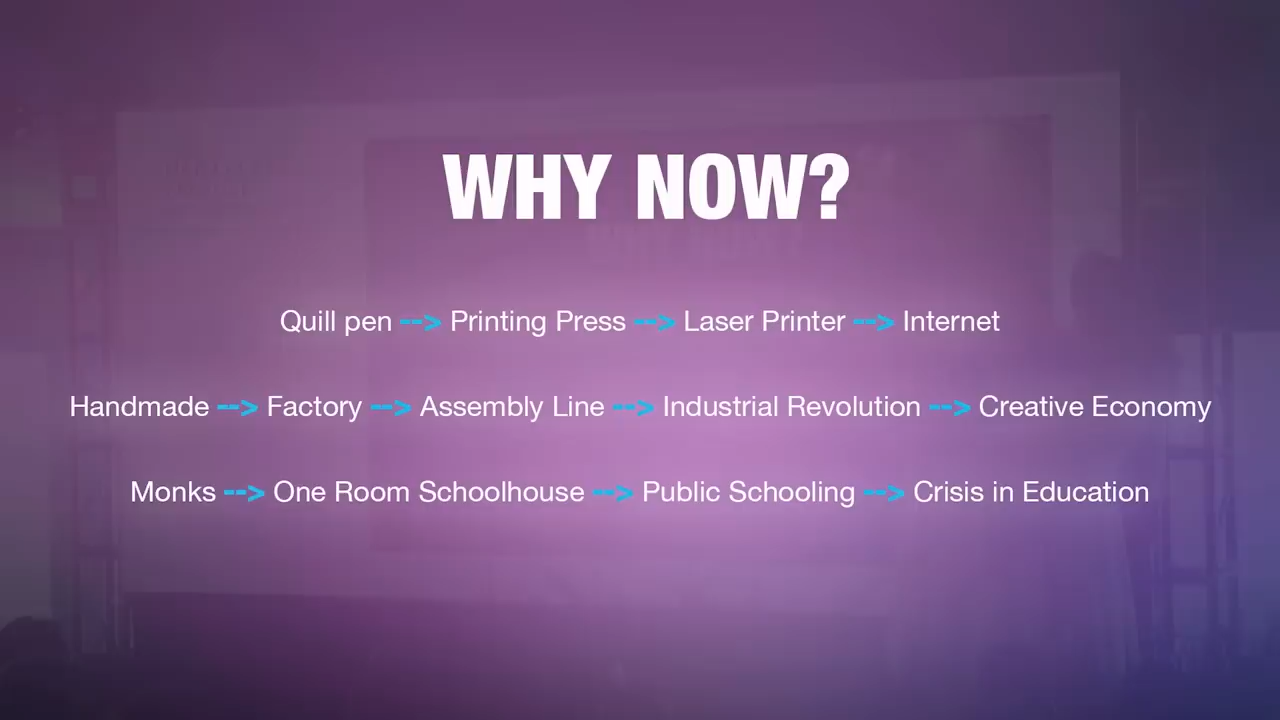 WHY NOW?
Quill pen --> Printing Press --> Laser Printer --> Internet
Handmade --> Factory --> Assembly Line --> Industrial Revolution --> Creative Economy
Monks --> One Room Schoolhouse --> Public Schooling --> Crisis in Education